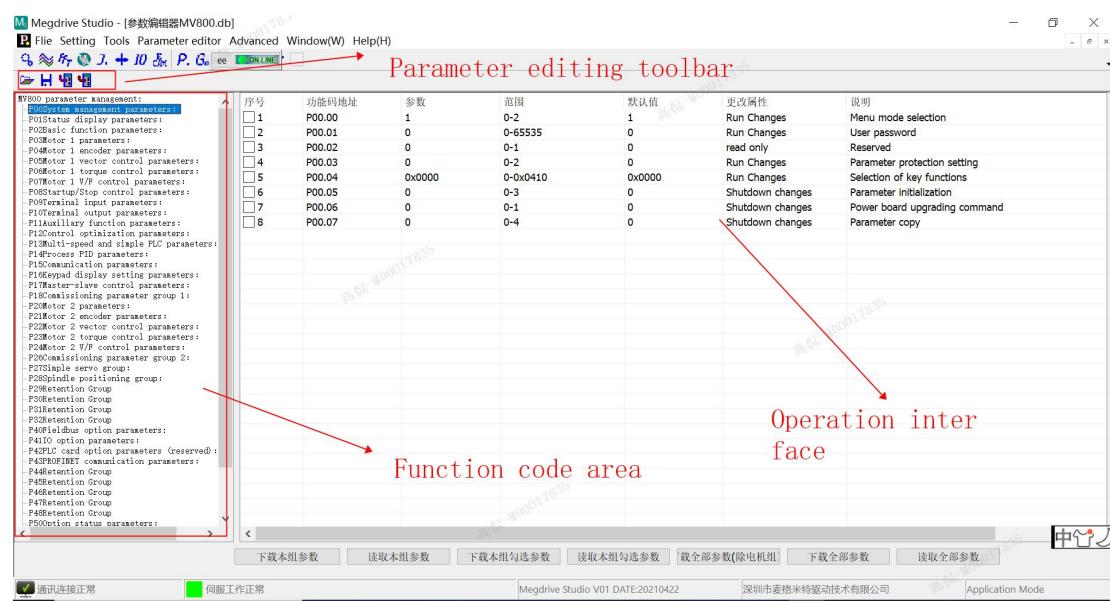 Megdrive Studio - [参数编辑器MV800.db]
Flie Setting Tools Parameter editor Advanced Window(W) Help(H)
P. ee ON-LINE
Parameter editing toolbar
MV800 parameter management:
P00System management parameters:
P01Status display parameters:
P02Basic function parameters:
P03Motor 1 parameters:
P04Motor 1 encoder parameters:
P05Motor 1 vector control parameters:
P06Motor 1 torque control parameters:
P07Motor 1 V/F control parameters:
P08Startup/Stop control parameters:
P09Terminal input parameters:
P10Terminal output parameters:
P11Auxiliary function parameters:
P12Control optimization parameters:
P13Multi-speed and simple PLC parameters:
P14Process PID parameters:
P15Communication parameters:
P16Keypad display setting parameters:
P17Master-slave control parameters:
P18Commissioning parameter group 1:
P20Motor 2 parameters:
P21Motor 2 encoder parameters:
P22Motor 2 vector control parameters:
P23Motor 2 torque control parameters:
P24Motor 2 V/F control parameters:
P26Commissioning parameter group 2:
P27Simple servo group:
P28Spindle positioning group:
P29Retention Group
P30Retention Group
P31Retention Group
P32Retention Group
P40Fieldbus option parameters:
P41IO option parameters:
P42PLC card option parameters (reserved):
P43PROFINET communication parameters:
P44Retention Group
P45Retention Group
P46Retention Group
P47Retention Group
P48Retention Group
P50Option status parameters:
序号 功能码地址 参数 范围 默认值 更改属性 说明
1 P00.00 1 0-2 1 Run Changes Menu mode selection
2 P00.01 0 0-65535 0 Run Changes User password
3 P00.02 0 0-1 0 read only Reserved
4 P00.03 0 0-2 0 Run Changes Parameter protection setting
5 P00.04 0x0000 0-0x0410 0x0000 Run Changes Selection of key functions
6 P00.05 0 0-3 0 Shutdown changes Parameter initialization
7 P00.06 0 0-1 0 Shutdown changes Power board upgrading command
8 P00.07 0 0-4 0 Shutdown changes Parameter copy
Operation inter
face
Function code area
中
下载本组参数 读取本组参数 下载本组勾选参数 读取本组勾选参数 载全部参数(除电机组 下载全部参数 读取全部参数
通讯连接正常 伺服工作正常 Megdrive Studio V01 DATE:20210422 深圳市麦格米特驱动技术有限公司 Application Mode